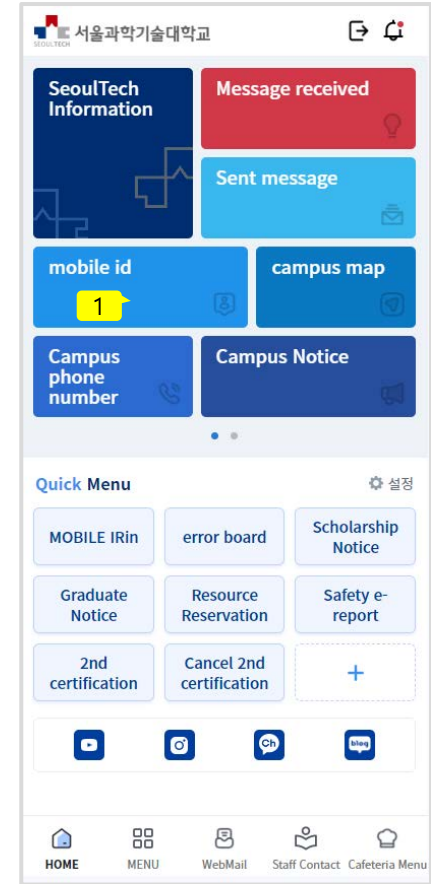 SEOULTECH 서울과학기술대학교
SeoulTech
Information
Message received
Sent message
mobile id
1
campus map
Campus
phone
number
Campus Notice
Quick Menu
설정
MOBILE IRin
error board
Scholarship
Notice
Graduate
Notice
Resource
Reservation
Safety e-
report
2nd
certification
Cancel 2nd
certification
+
Ch
blog
HOME
MENU
WebMail
Staff Contact
Cafeteria Menu